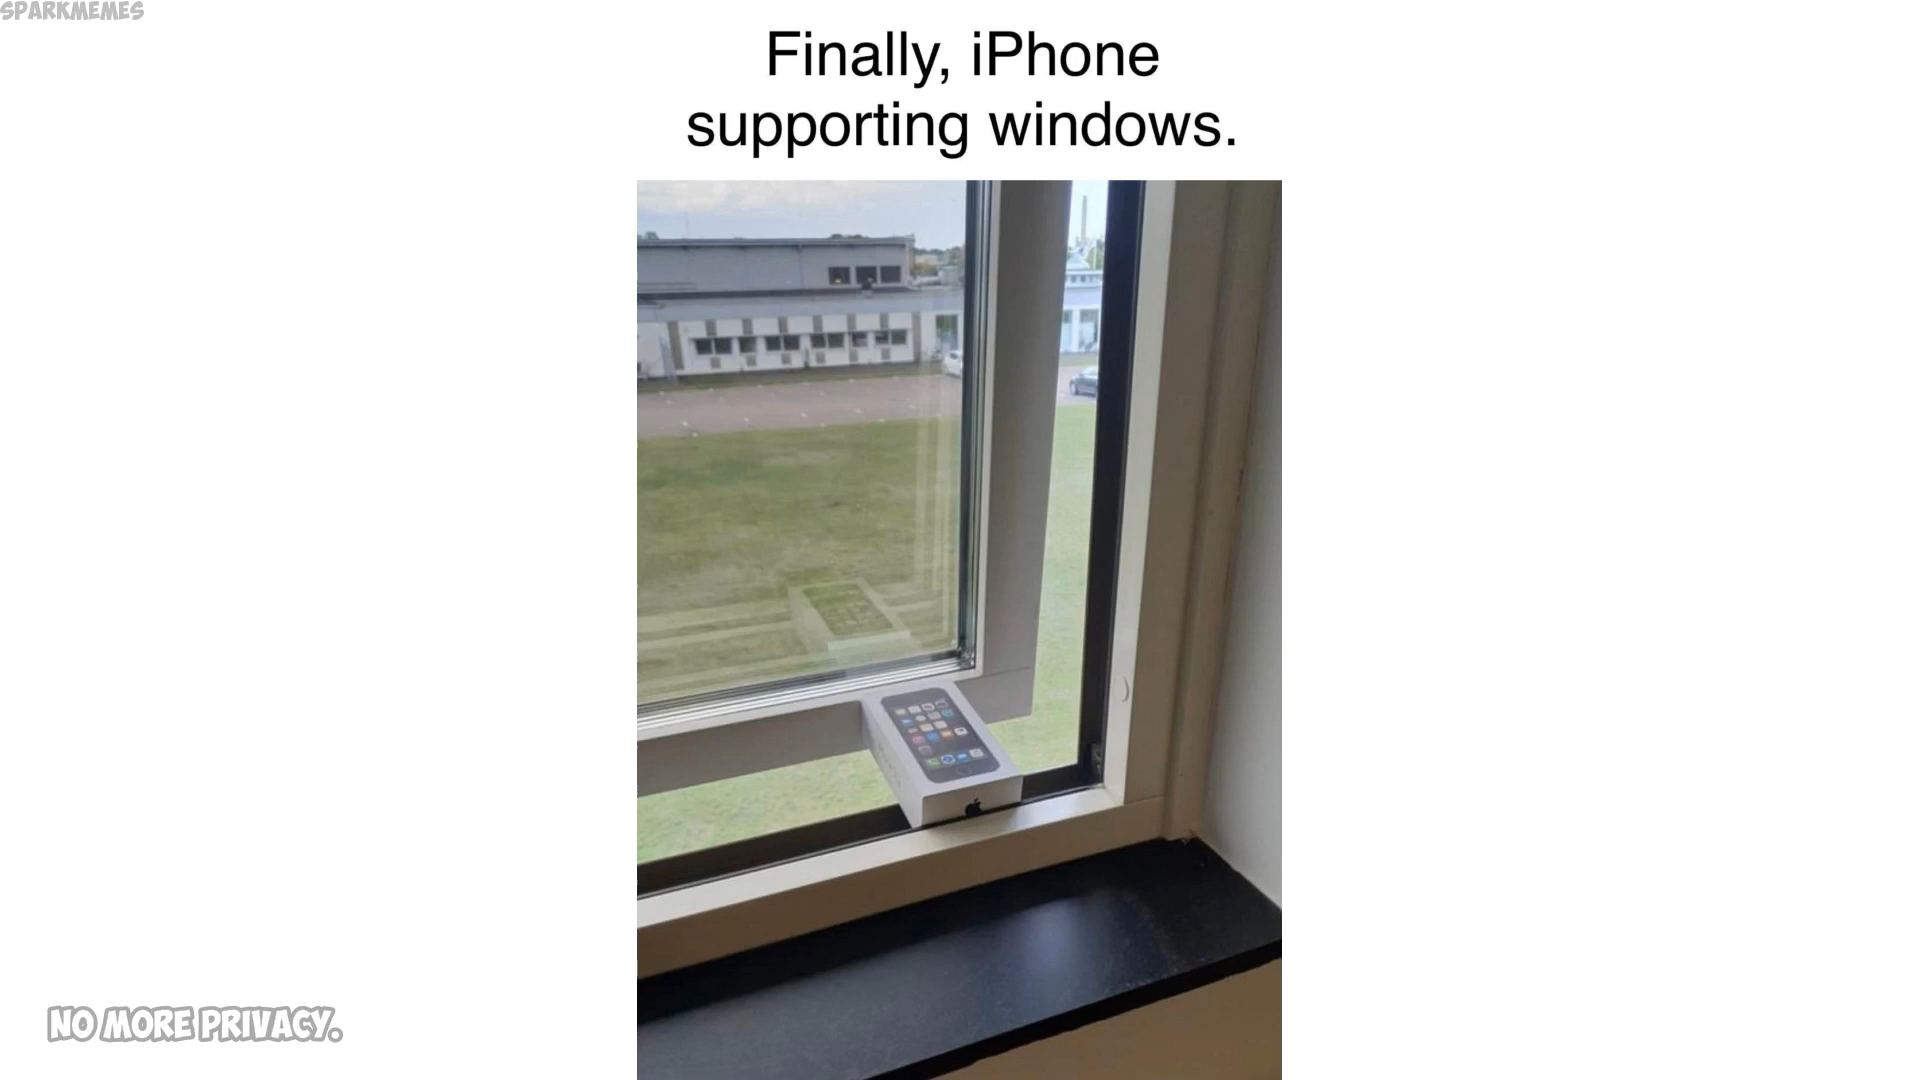 SPARKMEMES
Finally, iPhone
supporting windows.
NO MORE PRIVACY.